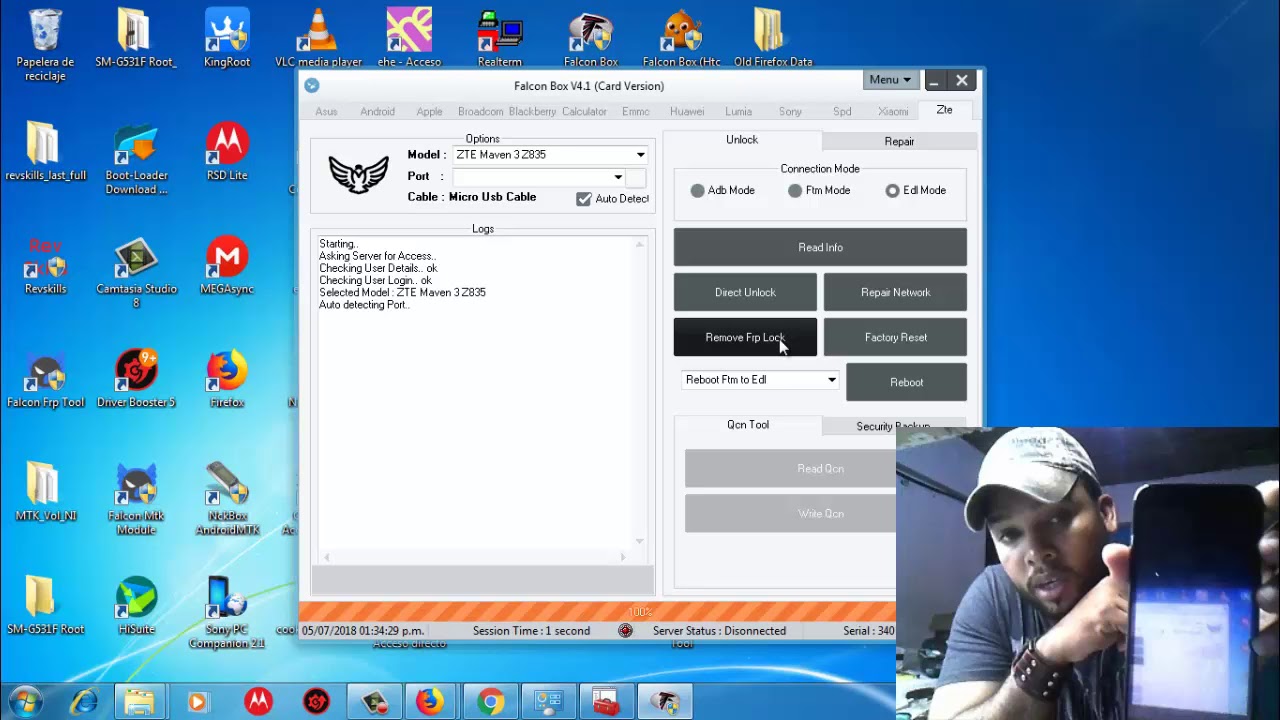 Papelera de
reciclaje
SM-G531F Root_
KingRoot
VLC media player
ehe - Acceso
Realterm
Falcon Box
Falcon Box (Htc
Old Firefox Data
revskills_last_full
Boot-Loader
Download ...
RSD Lite
Rev
Revskills
Camtasia Studio
8
MEGAsync
Falcon Frp Tool
9+
Driver Booster 5
Firefox
MTK_Vol_NI
Falcon Mtk
Module
NckBox
AndroidMTK
SM-G531F Root
HiSuite
Sony PC
Companion 2.1
Acceso directo
Tool
Falcon Box V4.1 (Card Version)
Menu
Asus Android Apple Broadcom Blackberry Calculator Emmc Huawei Lumia Sony Spd Xiaomi Zte
Options
Model : ZTE Maven 3 Z835
Port :
Cable : Micro Usb Cable
Auto Detect
Logs
Starting..
Asking Server for Access..
Checking User Details.. ok
Checking User Login.. ok
Selected Model : ZTE Maven 3 Z835
Auto detecting Port..
Unlock Repair
Connection Mode
Adb Mode Ftm Mode Edl Mode
Read Info
Direct Unlock Repair Network
Remove Frp Lock Factory Reset
Reboot Ftm to Edl Reboot
Qcn Tool Security Backup
Read Qcn
Write Qcn
100%
05/07/2018 01:34:29 p.m. Session Time : 1 second Server Status : Disonnected Serial : 340